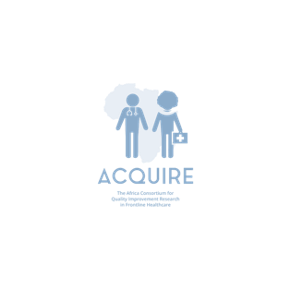 ACQUIRE
The Africa Consortium for
Quality Improvement Research
in Frontline Healthcare